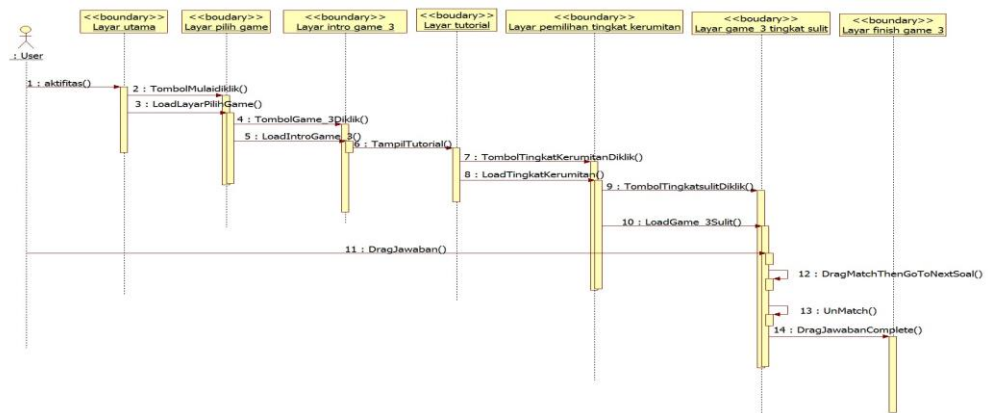 <<boundary>>
Layar utama
<<boundary>>
Layar pilih game
<<boundary>>
Layar intro game_3
<<boudary>>
Layar tutorial
<<boundary>>
Layar pemilihan tingkat kerumitan
<<boudary>>
Layar game_3 tingkat sulit
<<boudary>>
Layar finish game_3
: User
1 : aktifitas()
2 : TombolMulaidiklik()
3 : LoadLayarPilihGame()
4 : TombolGame_3Diklik()
5 : LoadIntroGame_3()
6 : TampilTutorial()
7 : TombolTingkatKerumitanDiklik()
8 : LoadTingkatKerumitan()
9 : TombolTingkatsulitDiklik()
10 : LoadGame_3Sulit()
11 : DragJawaban()
12 : DragMatchThenGoToNextSoal()
13 : UnMatch()
14 : DragJawabanComplete()